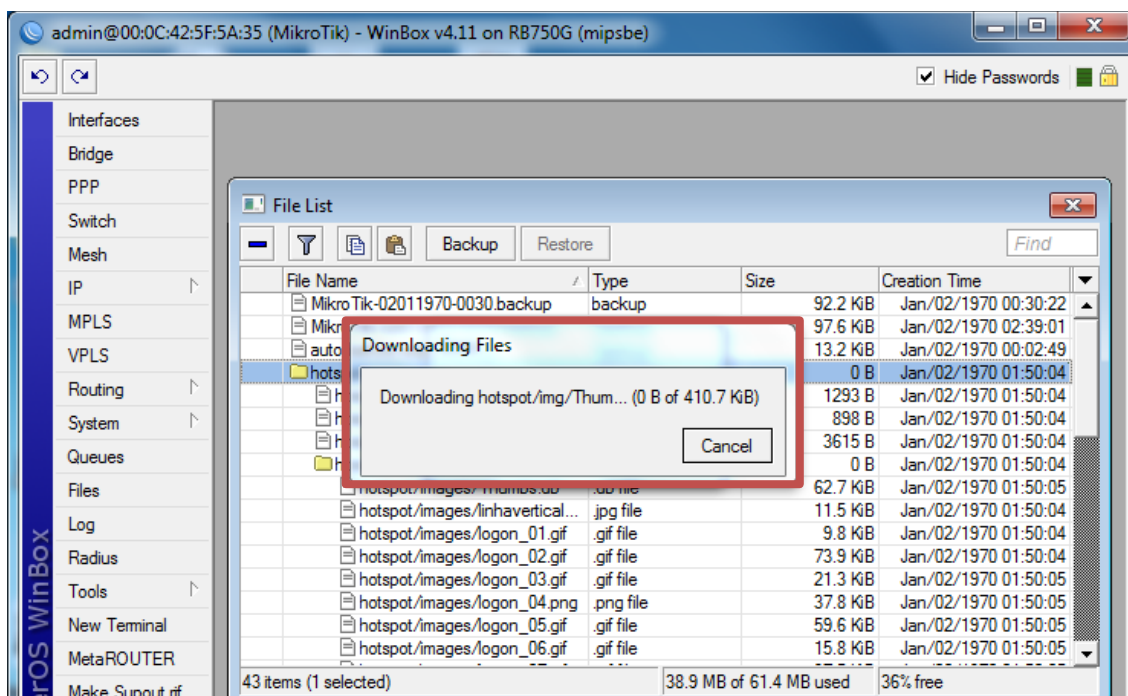 admin@00:0C:42:5F:5A:35 (MikroTik) - WinBox v4.11 on RB750G (mipsbe)
Hide Passwords
Interfaces
Bridge
PPP
Switch
Mesh
IP
MPLS
VPLS
Routing
System
Queues
Files
Log
Radius
Tools
New Terminal
MetaROUTER
Make Supout.rif
erOS WinBox
File List
Backup Restore Find
File Name Type Size Creation Time
MikroTik-02011970-0030.backup backup 92.2 KiB Jan/02/1970 00:30:22
Mikr 97.6 KiB Jan/02/1970 02:39:01
auto 13.2 KiB Jan/02/1970 00:02:49
hots 0 B Jan/02/1970 01:50:04
h 1293 B Jan/02/1970 01:50:04
h 898 B Jan/02/1970 01:50:04
h 3615 B Jan/02/1970 01:50:04
h 0 B Jan/02/1970 01:50:04
hotspot/images/Thumbs.db .db file 62.7 KiB Jan/02/1970 01:50:05
hotspot/images/linhavertical... .jpg file 11.5 KiB Jan/02/1970 01:50:04
hotspot/images/logon_01.gif .gif file 9.8 KiB Jan/02/1970 01:50:04
hotspot/images/logon_02.gif .gif file 73.9 KiB Jan/02/1970 01:50:04
hotspot/images/logon_03.gif .gif file 21.3 KiB Jan/02/1970 01:50:05
hotspot/images/logon_04.png .png file 37.8 KiB Jan/02/1970 01:50:05
hotspot/images/logon_05.gif .gif file 59.6 KiB Jan/02/1970 01:50:05
hotspot/images/logon_06.gif .gif file 15.8 KiB Jan/02/1970 01:50:05
43 items (1 selected) 38.9 MB of 61.4 MB used 36% free
Downloading Files
Downloading hotspot/img/Thum... (0 B of 410.7 KiB)
Cancel